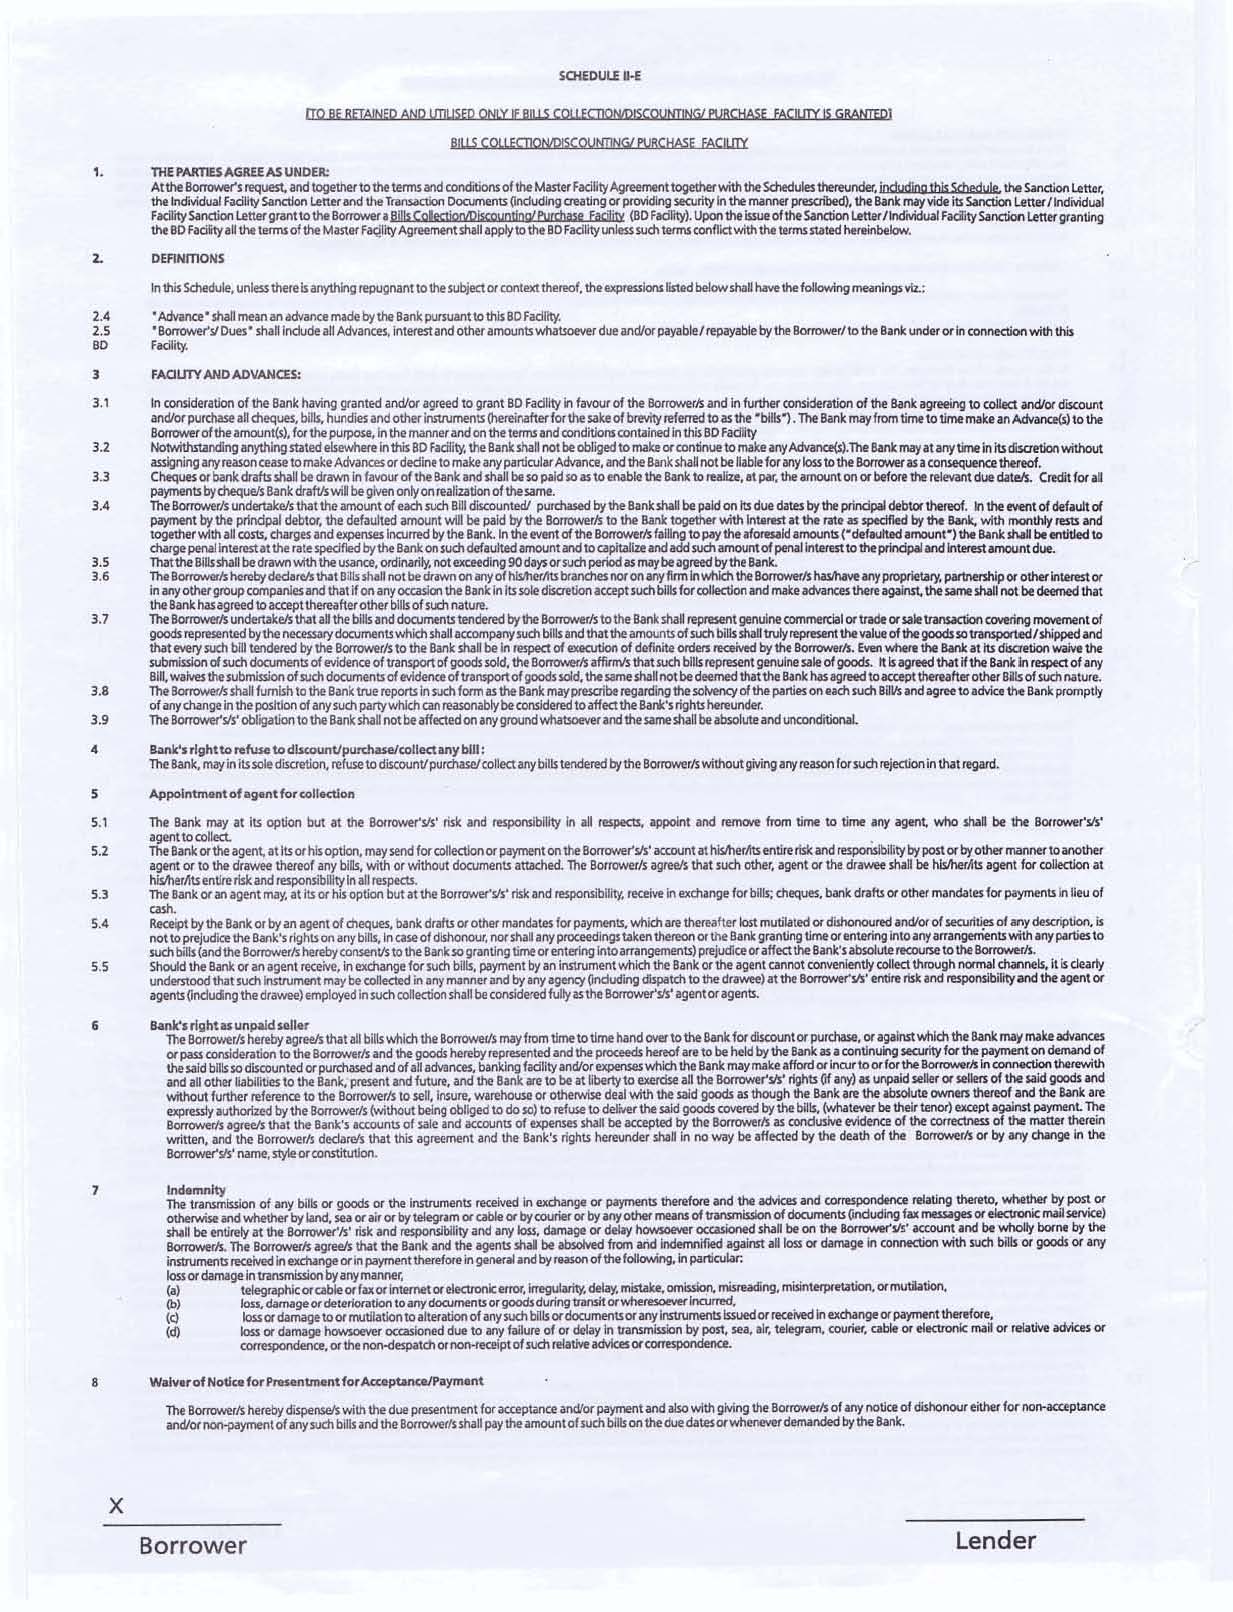 SCHEDULE II-E
[TO BE RETAINED AND UTILISED ONLY IF BILLS COLLECTION/DISCOUNTING/ PURCHASE FACILITY IS GRANTED]
BILLS COLLECTION/DISCOUNTING/ PURCHASE FACILITY
1. THE PARTIES AGREE AS UNDER:
At the Borrower's request, and together to the terms and conditions of the Master Facility Agreement together with the Schedules thereunder, including this Schedule, the Sanction Letter,
the Individual Facility Sanction Letter and the Transaction Documents (including creating or providing security in the manner prescribed), the Bank may vide its Sanction Letter / Individual
Facility Sanction Letter grant to the Borrower a Bills Collection/Discounting/ Purchase Facility (BD Facility). Upon the issue of the Sanction Letter / Individual Facility Sanction Letter granting
the BD Facility all the terms of the Master Facility Agreement shall apply to the BD Facility unless such terms conflict with the terms stated hereinbelow.
2. DEFINITIONS
In this Schedule, unless there is anything repugnant to the subject or context thereof, the expressions listed below shall have the following meanings viz.:
2.4 "Advance" shall mean an advance made by the Bank pursuant to this BD Facility.
2.5 "Borrower's/ Dues" shall include all Advances, interest and other amounts whatsoever due and/or payable / repayable by the Borrower/ to the Bank under or in connection with this
BD Facility.
3 FACILITY AND ADVANCES:
3.1 In consideration of the Bank having granted and/or agreed to grant BD Facility in favour of the Borrower/s and in further consideration of the Bank agreeing to collect and/or discount
and/or purchase all cheques, bills, hundies and other instruments (hereinafter for the sake of brevity referred to as the "bills") . The Bank may from time to time make an Advance(s) to the
Borrower of the amount(s), for the purpose, in the manner and on the terms and conditions contained in this BD Facility
3.2 Notwithstanding anything stated elsewhere in this BD Facility, the Bank shall not be obliged to make or continue to make any Advance(s).The Bank may at any time in its discretion without
assigning any reason cease to make Advances or decline to make any particular Advance, and the Bank shall not be liable for any loss to the Borrower as a consequence thereof.
3.3 Cheques or bank drafts shall be drawn in favour of the Bank and shall be so paid so as to enable the Bank to realize, at par, the amount on or before the relevant due date/s. Credit for all
payments by cheque/s Bank draft/s will be given only on realization of the same.
3.4 The Borrower/s undertake/s that the amount of each such Bill discounted/ purchased by the Bank shall be paid on its due dates by the principal debtor thereof. In the event of default of
payment by the principal debtor, the defaulted amount will be paid by the Borrower/s to the Bank together with Interest at the rate as specified by the Bank, with monthly rests and
together with all costs, charges and expenses incurred by the Bank. In the event of the Borrower/s failing to pay the aforesaid amounts ("defaulted amount") the Bank shall be entitled to
charge penal interest at the rate specified by the Bank on such defaulted amount and to capitalize and add such amount of penal interest to the principal and interest amount due.
3.5 That the Bills shall be drawn with the usance, ordinarily, not exceeding 90 days or such period as may be agreed by the Bank.
3.6 The Borrower/s hereby declare/s that Bills shall not be drawn on any of his/her/its branches nor on any firm in which the Borrower/s has/have any proprietary, partnership or other interest or
in any other group companies and that if on any occasion the Bank in its sole discretion accept such bills for collection and make advances there against, the same shall not be deemed that
the Bank has agreed to accept thereafter other bills of such nature.
3.7 The Borrower/s undertake/s that all the bills and documents tendered by the Borrower/s to the Bank shall represent genuine commercial or trade or sale transaction covering movement of
goods represented by the necessary documents which shall accompany such bills and that the amounts of such bills shall truly represent the value of the goods so transported / shipped and
that every such bill tendered by the Borrower/s to the Bank shall be in respect of execution of definite orders received by the Borrower/s. Even where the Bank at its discretion waive the
submission of such documents of evidence of transport of goods sold, the Borrower/s affirm/s that such bills represent genuine sale of goods. It is agreed that if the Bank in respect of any
Bill, waives the submission of such documents of evidence of transport of goods sold, the same shall not be deemed that the Bank has agreed to accept thereafter other Bills of such nature.
3.8 The Borrower/s shall furnish to the Bank true reports in such form as the Bank may prescribe regarding the solvency of the parties on each such Bill/s and agree to advice the Bank promptly
of any change in the position of any such party which can reasonably be considered to affect the Bank's rights hereunder.
3.9 The Borrower's/s' obligation to the Bank shall not be affected on any ground whatsoever and the same shall be absolute and unconditional.
4 Bank's right to refuse to discount/purchase/collect any bill :
The Bank, may in its sole discretion, refuse to discount/ purchase/ collect any bills tendered by the Borrower/s without giving any reason for such rejection in that regard.
5 Appointment of agent for collection
5.1 The Bank may at its option but at the Borrower's/s' risk and responsibility in all respects, appoint and remove from time to time any agent, who shall be the Borrower's/s'
agent to collect.
5.2 The Bank or the agent, at its or his option, may send for collection or payment on the Borrower's/s' account at his/her/its entire risk and responsibility by post or by other manner to another
agent or to the drawee thereof any bills, with or without documents attached. The Borrower/s agree/s that such other, agent or the drawee shall be his/her/its agent for collection at
his/her/its entire risk and responsibility in all respects.
5.3 The Bank or an agent may, at its or his option but at the Borrower's/s' risk and responsibility, receive in exchange for bills; cheques, bank drafts or other mandates for payments in lieu of
cash.
5.4 Receipt by the Bank or by an agent of cheques, bank drafts or other mandates for payments, which are thereafter lost mutilated or dishonoured and/or of securities of any description, is
not to prejudice the Bank's rights on any bills, in case of dishonour, nor shall any proceedings taken thereon or the Bank granting time or entering into any arrangements with any parties to
such bills (and the Borrower/s hereby consent/s to the Bank so granting time or entering into arrangements) prejudice or affect the Bank's absolute recourse to the Borrower/s.
5.5 Should the Bank or an agent receive, in exchange for such bills, payment by an instrument which the Bank or the agent cannot conveniently collect through normal channels, it is clearly
understood that such instrument may be collected in any manner and by any agency (including dispatch to the drawee) at the Borrower's/s' entire risk and responsibility and the agent or
agents (including the drawee) employed in such collection shall be considered fully as the Borrower's/s' agent or agents.
6 Bank's right as unpaid seller
The Borrower/s hereby agree/s that all bills which the Borrower/s may from time to time hand over to the Bank for discount or purchase, or against which the Bank may make advances
or pass consideration to the Borrower/s and the goods hereby represented and the proceeds hereof are to be held by the Bank as a continuing security for the payment on demand of
the said bills so discounted or purchased and of all advances, banking facility and/or expenses which the Bank may make afford or incur to or for the Borrower/s in connection therewith
and all other liabilities to the Bank, present and future, and the Bank are to be at liberty to exercise all the Borrower's/s' rights (if any) as unpaid seller or sellers of the said goods and
without further reference to the Borrower/s to sell, insure, warehouse or otherwise deal with the said goods as though the Bank are the absolute owners thereof and the Bank are
expressly authorized by the Borrower/s (without being obliged to do so) to refuse to deliver the said goods covered by the bills, (whatever be their tenor) except against payment. The
Borrower/s agree/s that the Bank's accounts of sale and accounts of expenses shall be accepted by the Borrower/s as conclusive evidence of the correctness of the matter therein
written, and the Borrower/s declare/s that this agreement and the Bank's rights hereunder shall in no way be affected by the death of the Borrower/s or by any change in the
Borrower's/s' name, style or constitution.
7 Indemnity
The transmission of any bills or goods or the instruments received in exchange or payments therefore and the advices and correspondence relating thereto, whether by post or
otherwise and whether by land, sea or air or by telegram or cable or by courier or by any other means of transmission of documents (including fax messages or electronic mail service)
shall be entirely at the Borrower'/s' risk and responsibility and any loss, damage or delay howsoever occasioned shall be on the Borrower's/s' account and be wholly borne by the
Borrower/s. The Borrower/s agree/s that the Bank and the agents shall be absolved from and indemnified against all loss or damage in connection with such bills or goods or any
instruments received in exchange or in payment therefore in general and by reason of the following, in particular:
loss or damage in transmission by any manner,
(a) telegraphic or cable or fax or internet or electronic error, irregularity, delay, mistake, omission, misreading, misinterpretation, or mutilation,
(b) loss, damage or deterioration to any documents or goods during transit or wheresoever incurred,
(c) loss or damage to or mutilation to alteration of any such bills or documents or any instruments issued or received in exchange or payment therefore,
(d) loss or damage howsoever occasioned due to any failure of or delay in transmission by post, sea, air, telegram, courier, cable or electronic mail or relative advices or
correspondence, or the non-despatch or non-receipt of such relative advices or correspondence.
8 Waiver of Notice for Presentment for Acceptance/Payment
The Borrower/s hereby dispense/s with the due presentment for acceptance and/or payment and also with giving the Borrower/s of any notice of dishonour either for non-acceptance
and/or non-payment of any such bills and the Borrower/s shall pay the amount of such bills on the due dates or whenever demanded by the Bank.
X
Borrower
Lender